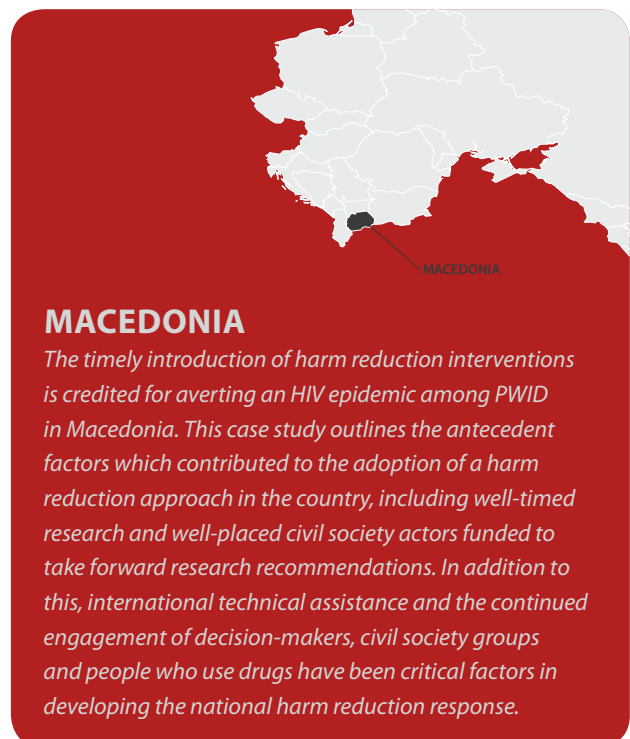 MACEDONIA
MACEDONIA
The timely introduction of harm reduction interventions
is credited for averting an HIV epidemic among PWID
in Macedonia. This case study outlines the antecedent
factors which contributed to the adoption of a harm
reduction approach in the country, including well-timed
research and well-placed civil society actors funded to
take forward research recommendations. In addition to
this, international technical assistance and the continued
engagement of decision-makers, civil society groups
and people who use drugs have been critical factors in
developing the national harm reduction response.